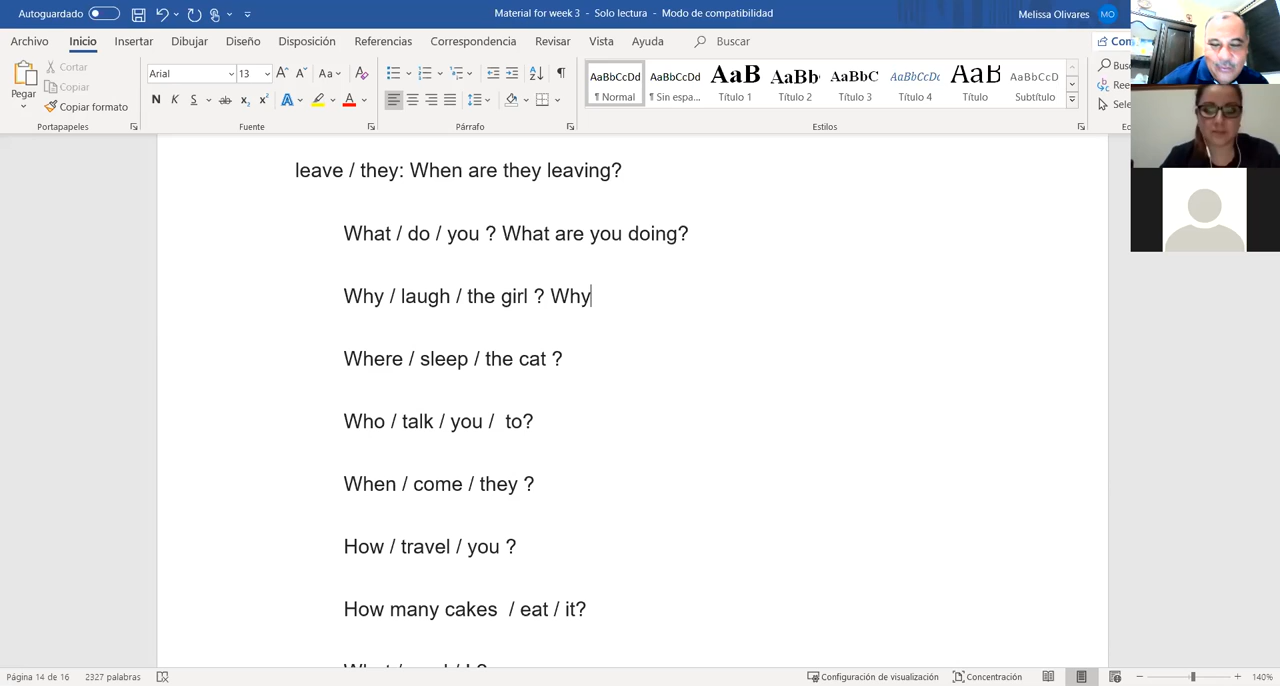 Autoguardado
Material for week 3 - Solo lectura - Modo de compatibilidad
Melissa Olivares MO
Archivo Inicio Insertar Dibujar Diseño Disposición Referencias Correspondencia Revisar Vista Ayuda Buscar
Pegar
Cortar
Copiar
Copiar formato
Portapapeles
Arial 13
N K S ab x₂ x² A A
Fuente
Párrafo
AaBbCcDd AaBbCcDd AaB AaBb AaBbC AaBbCcDc AaB AaBbCcD
¶ Normal ¶ Sin espa... Título 1 Título 2 Título 3 Título 4 Título Subtítulo
Estilos
leave / they: When are they leaving?
What / do / you ? What are you doing?
Why / laugh / the girl ? Why
Where / sleep / the cat ?
Who / talk / you / to?
When / come / they ?
How / travel / you ?
How many cakes / eat / it?
Página 14 de 16 2327 palabras Configuración de visualización Concentración 140%